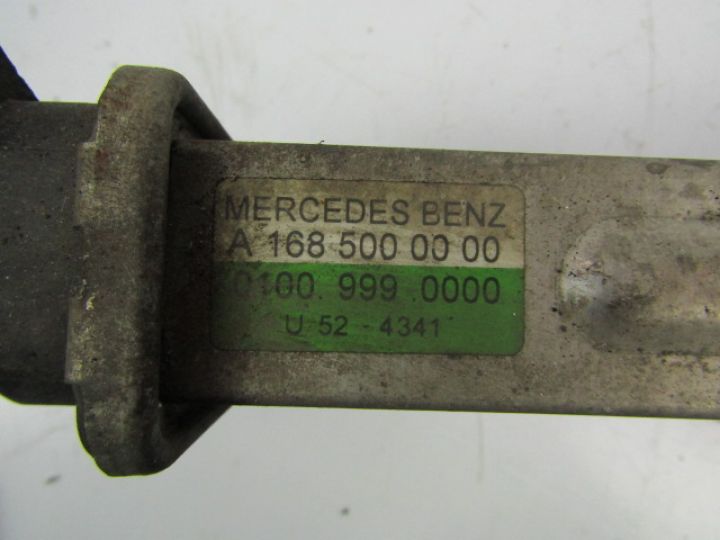 MERCEDES BENZ
A 168 500 00 00
0100. 999 .0000
U 52 - 4341